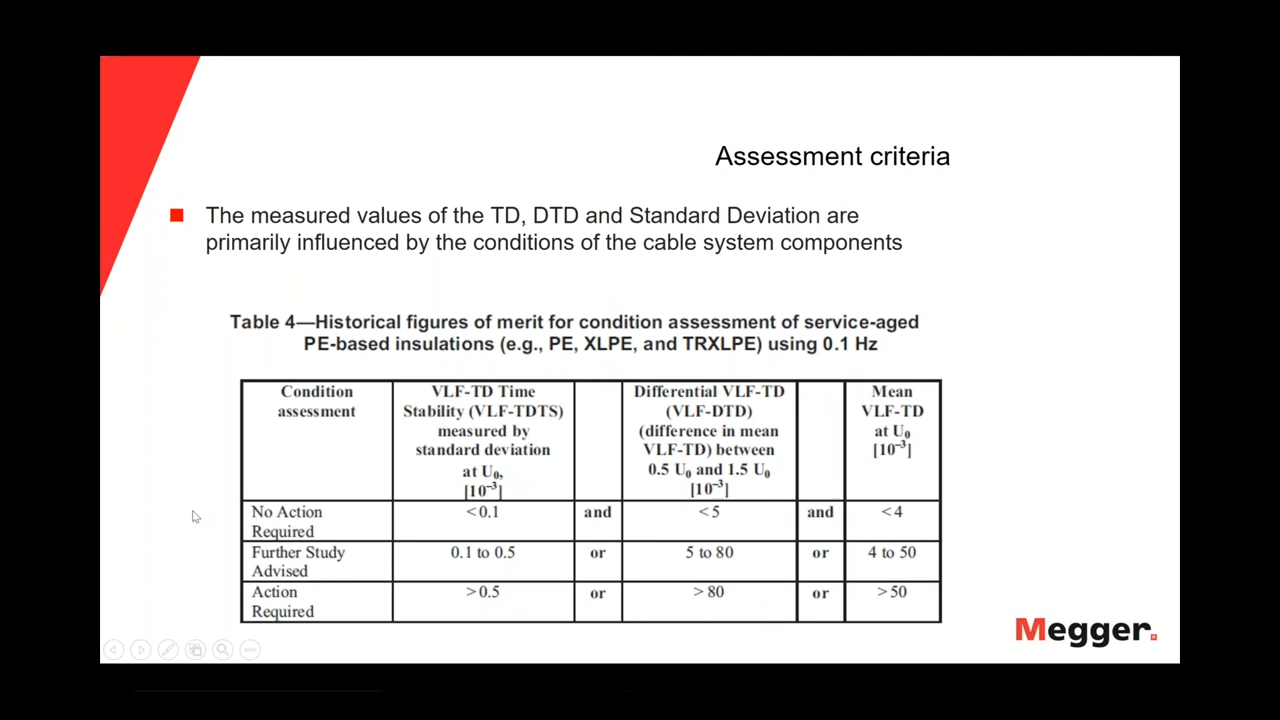 Assessment criteria
The measured values of the TD, DTD and Standard Deviation are
primarily influenced by the conditions of the cable system components
Table 4—Historical figures of merit for condition assessment of service-aged
PE-based insulations (e.g., PE, XLPE, and TRXLPE) using 0.1 Hz
Condition
assessment
VLF-TD Time
Stability (VLF-TDTS)
measured by
standard deviation
at U₀,
[10⁻³]
Differential VLF-TD
(VLF-DTD)
(difference in mean
VLF-TD) between
0.5 U₀ and 1.5 U₀
[10⁻³]
Mean
VLF-TD
at U₀
[10⁻³]
No Action
Required
<0.1 and <5 and <4
Further Study
Advised
0.1 to 0.5 or 5 to 80 or 4 to 50
Action
Required
>0.5 or >80 or >50
Megger.